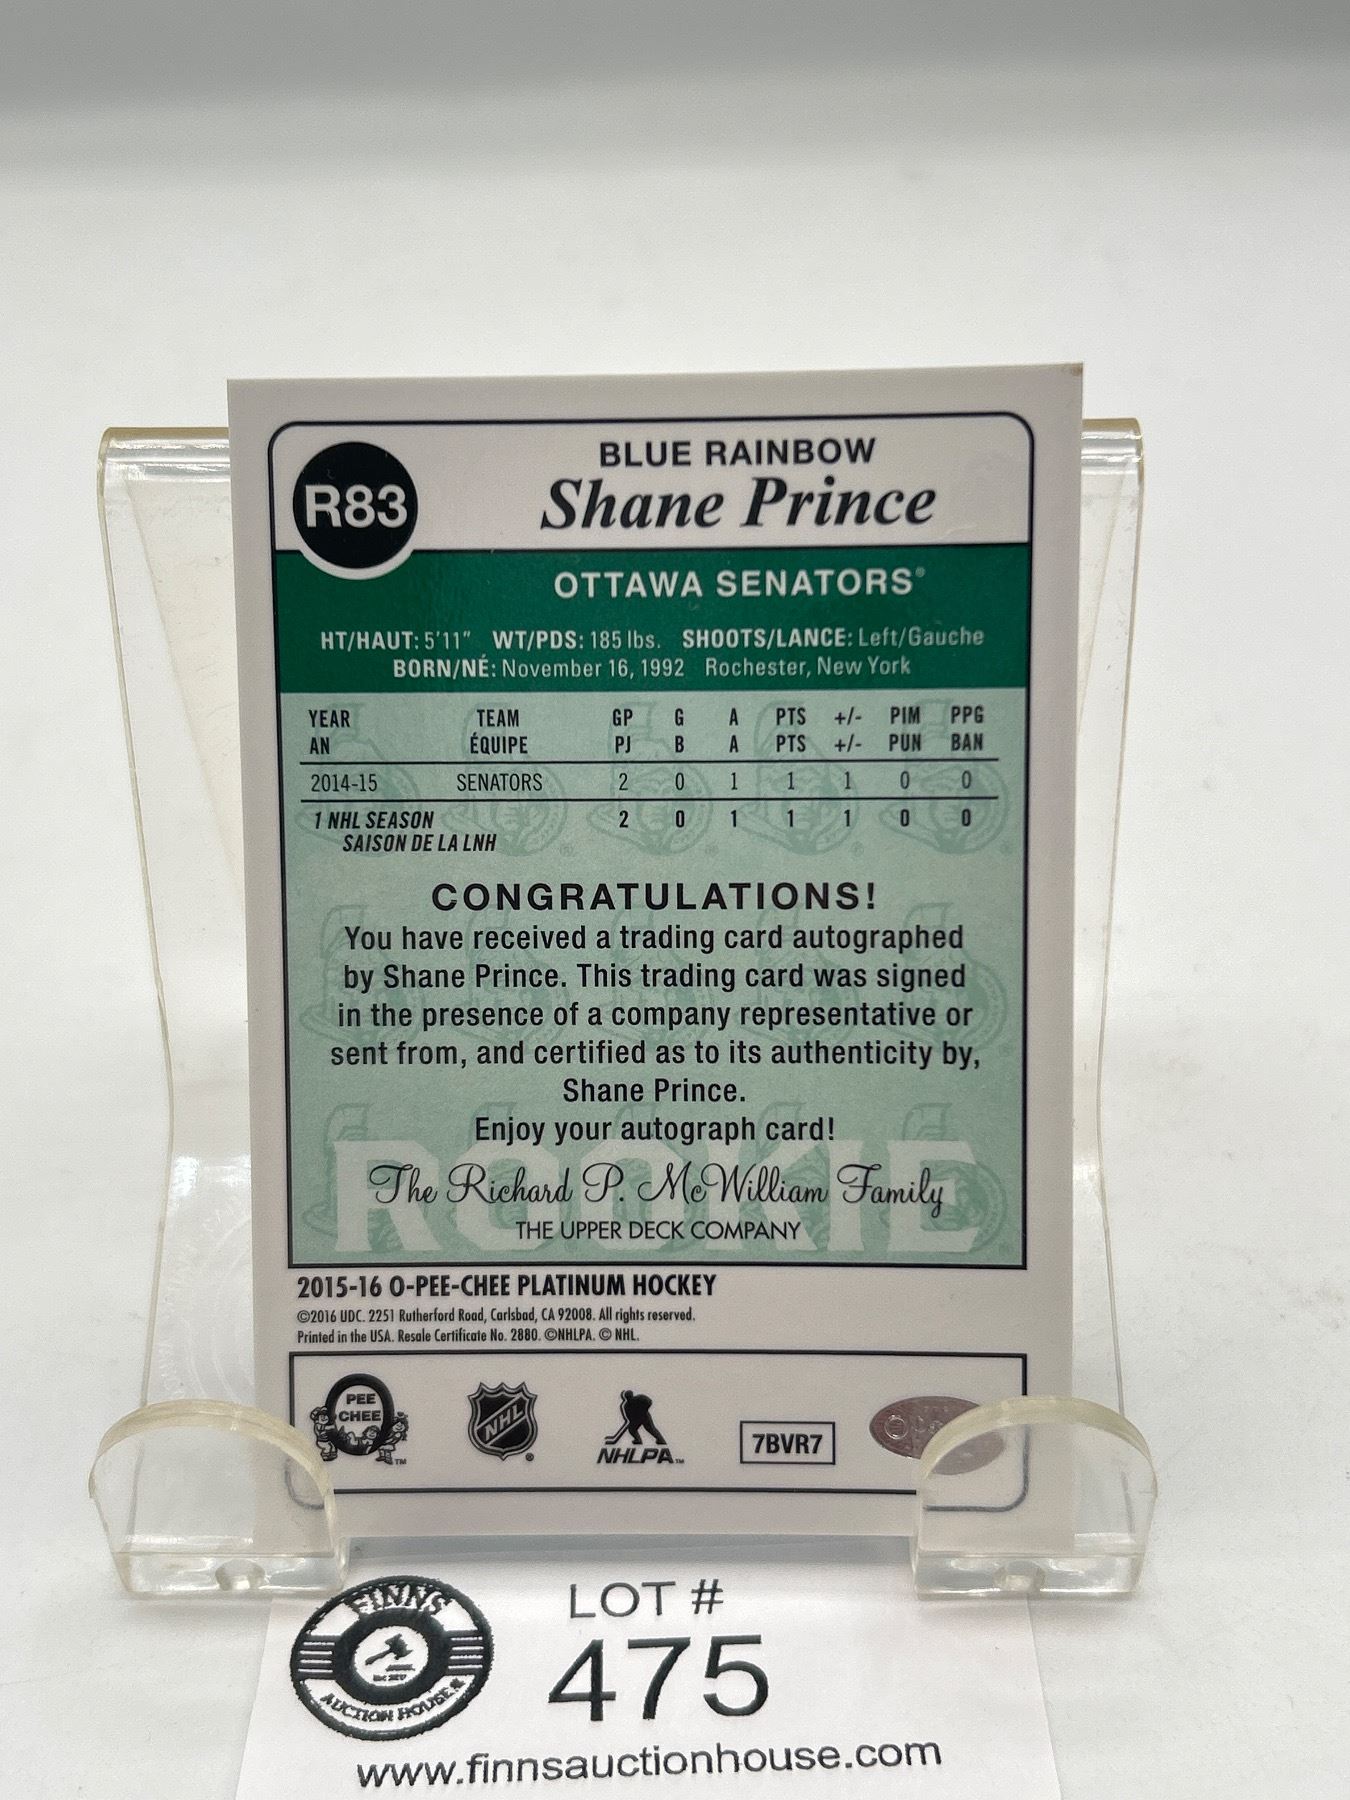 R83
BLUE RAINBOW
Shane Prince
OTTAWA SENATORS®
HT/HAUT: 5'11" WT/PDS: 185 lbs. SHOOTS/LANCE: Left/Gauche
BORN/NÉ: November 16, 1992 Rochester, New York
YEAR TEAM GP G A PTS +/- PIM PPG
AN ÉQUIPE PJ B A PTS +/- PUN BAN
2014-15 SENATORS 2 0 1 1 1 0 0
1 NHL SEASON 2 0 1 1 1 0 0
SAISON DE LA LNH
CONGRATULATIONS!
You have received a trading card autographed
by Shane Prince. This trading card was signed
in the presence of a company representative or
sent from, and certified as to its authenticity by,
Shane Prince.
Enjoy your autograph card!
ROOKIE
The Richard P. McWilliam Family
THE UPPER DECK COMPANY
2015-16 O-PEE-CHEE PLATINUM HOCKEY
©2016 UDC. 2251 Rutherford Road, Carlsbad, CA 92008. All rights reserved.
Printed in the USA. Resale Certificate No. 2880. ©NHLPA. © NHL.
O PEE CHEE TM
NHL ®
NHLPA TM
7BVR7
FINNS
AUCTION HOUSE
LOT #
475
www.finnsauctionhouse.com